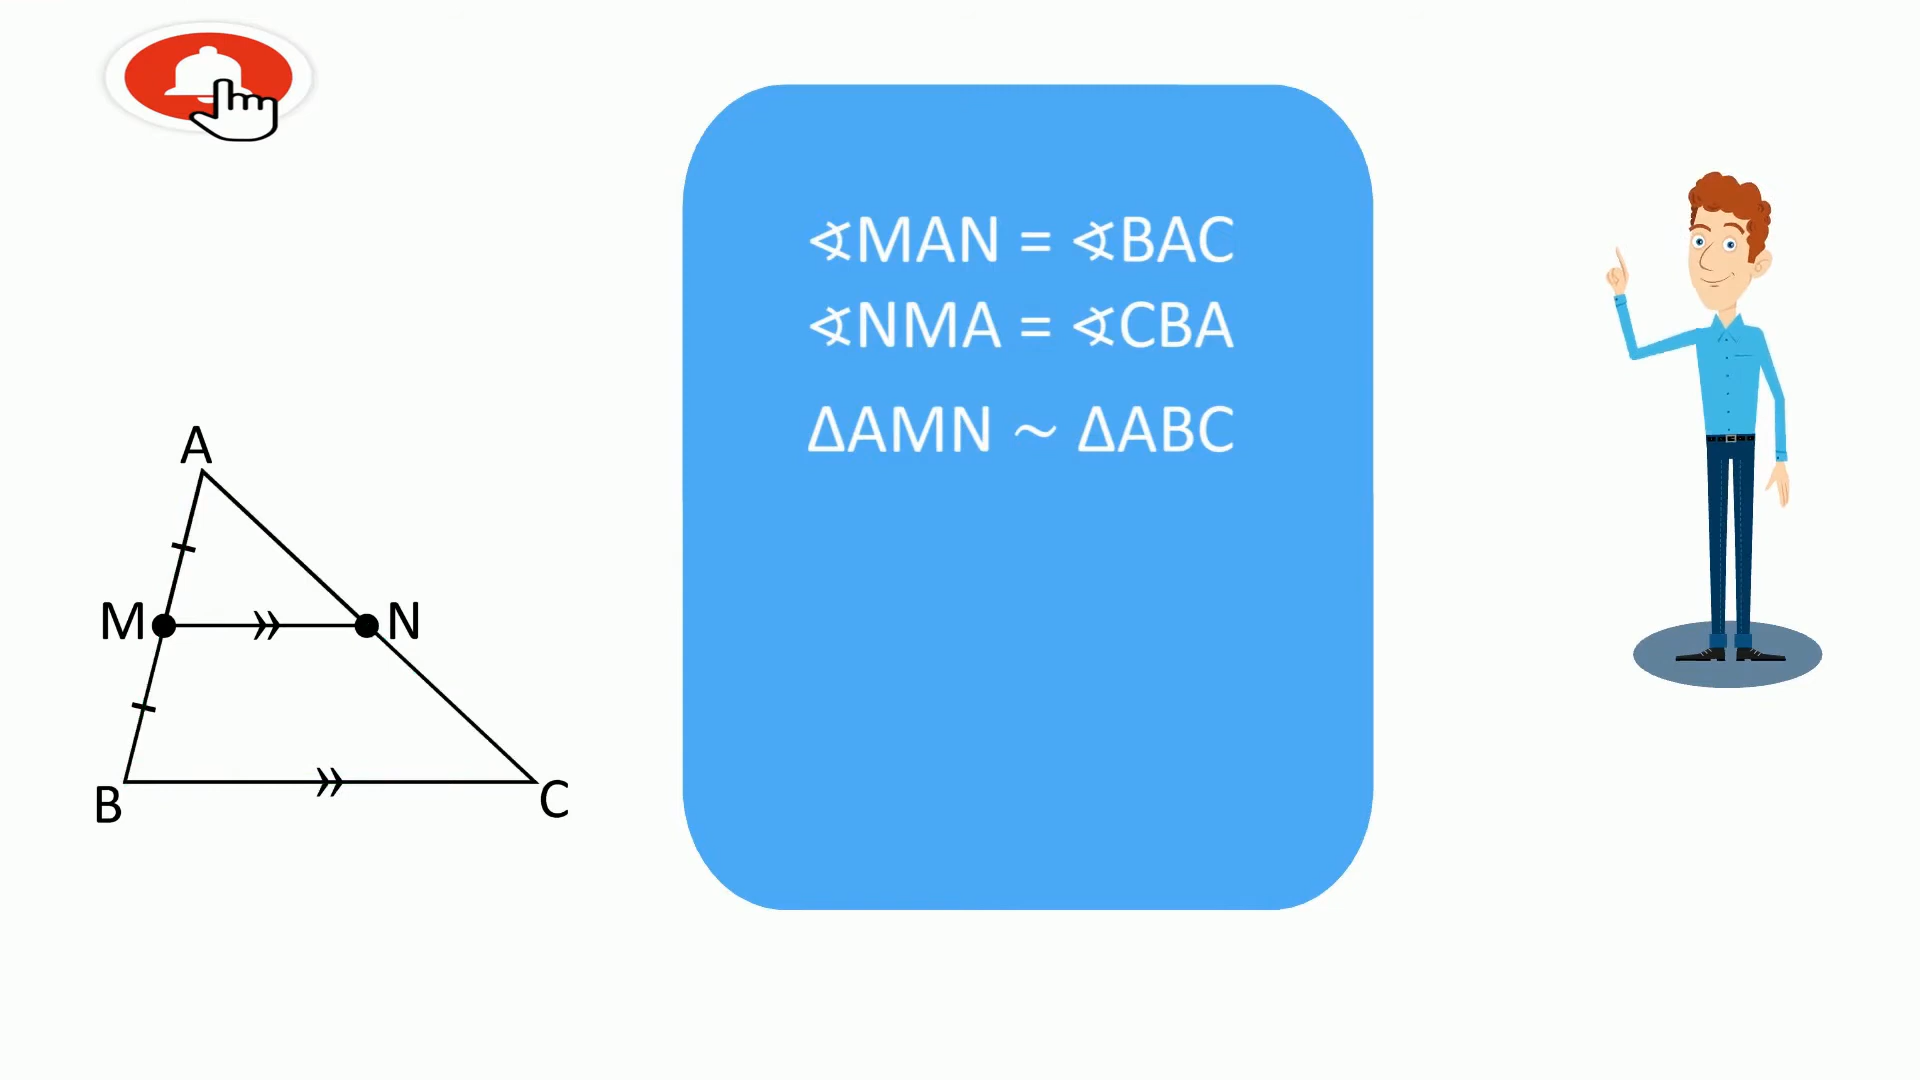 ∢MAN = ∢BAC
∢NMA = ∢CBA
ΔAMN ~ ΔABC
A
M
N
B
C